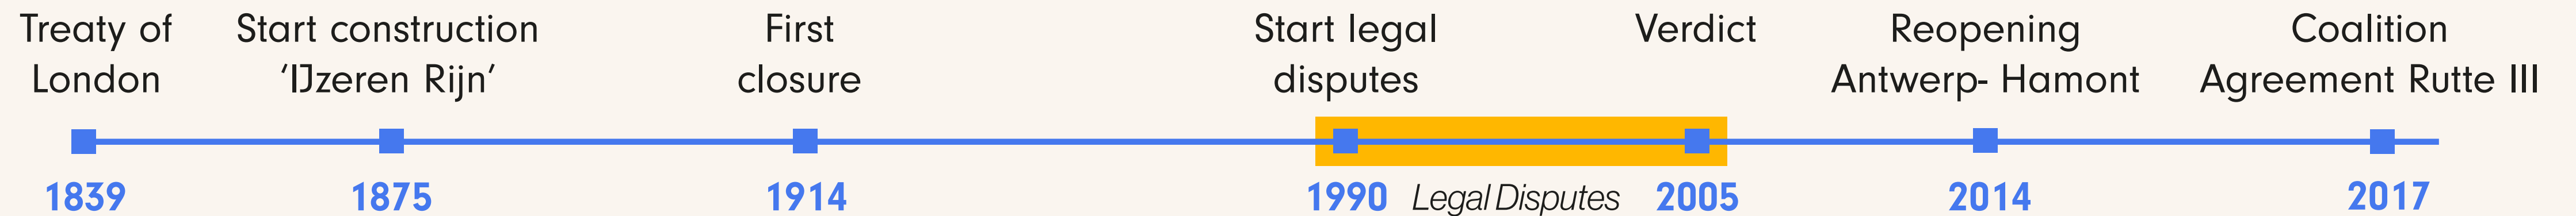 Treaty of
London
Start construction
‘IJzeren Rijn’
First
closure
Start legal
disputes
Verdict
Reopening
Antwerp- Hamont
Coalition
Agreement Rutte III
1839
1875
1914
1990
Legal Disputes
2005
2014
2017